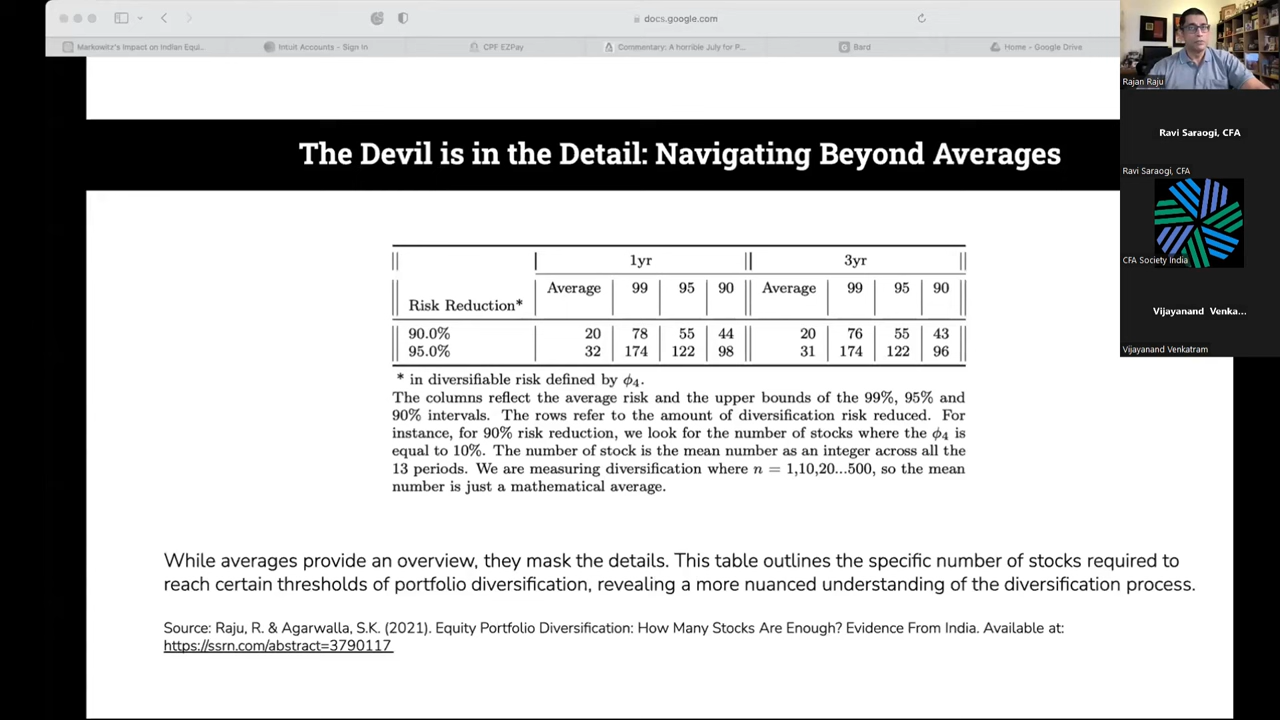 docs.google.com
Markowitz's Impact on Indian Equi...
Intuit Accounts - Sign In
CPF EZPay
Commentary: A horrible July for P...
Bard
Home - Google Drive
Rajan Raju
Ravi Saraogi, CFA
Ravi Saraogi, CFA
CFA Society India
Vijayanand Venka...
Vijayanand Venkatram
The Devil is in the Detail: Navigating Beyond Averages
1yr 3yr
Average 99 95 90 Average 99 95 90
Risk Reduction*
90.0% 20 78 55 44 20 76 55 43
95.0% 32 174 122 98 31 174 122 96
* in diversifiable risk defined by ϕ4.
The columns reflect the average risk and the upper bounds of the 99%, 95% and
90% intervals. The rows refer to the amount of diversification risk reduced. For
instance, for 90% risk reduction, we look for the number of stocks where the ϕ4 is
equal to 10%. The number of stock is the mean number as an integer across all the
13 periods. We are measuring diversification where n = 1,10,20...500, so the mean
number is just a mathematical average.
While averages provide an overview, they mask the details. This table outlines the specific number of stocks required to
reach certain thresholds of portfolio diversification, revealing a more nuanced understanding of the diversification process.
Source: Raju, R. & Agarwalla, S.K. (2021). Equity Portfolio Diversification: How Many Stocks Are Enough? Evidence From India. Available at:
https://ssrn.com/abstract=3790117